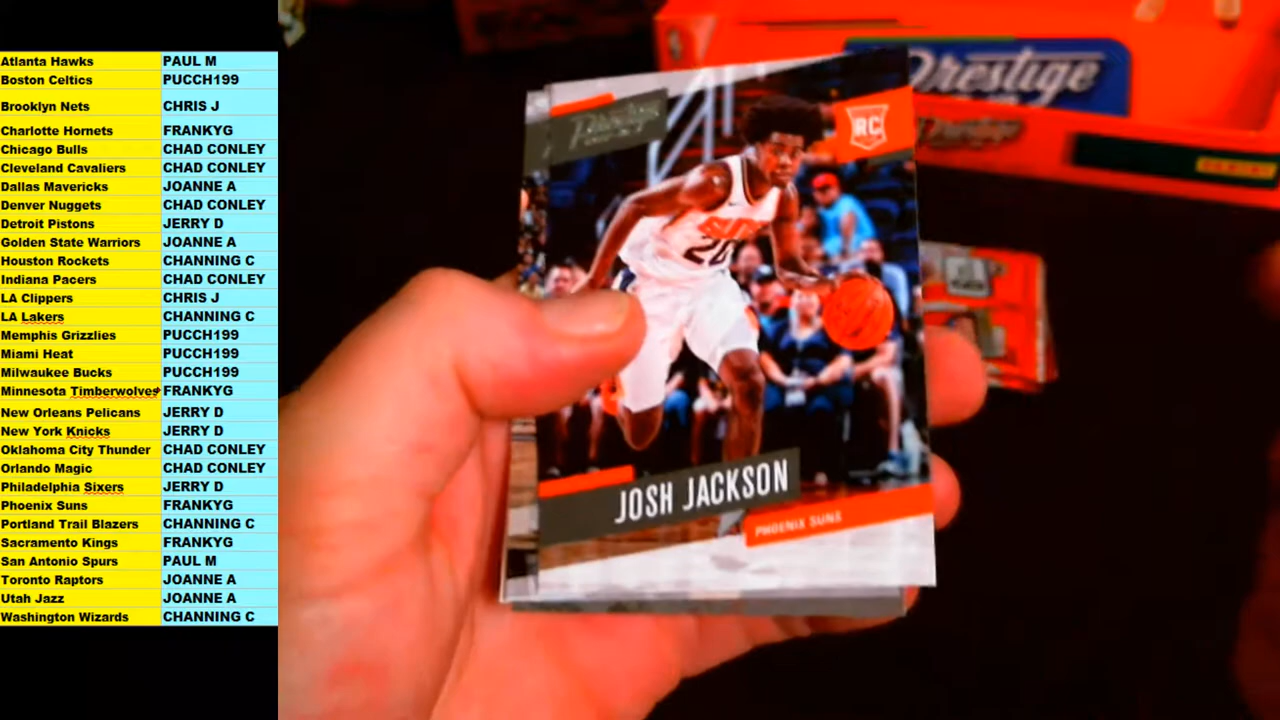 Atlanta Hawks PAUL M
Boston Celtics PUCCH199
Brooklyn Nets CHRIS J
Charlotte Hornets FRANKYG
Chicago Bulls CHAD CONLEY
Cleveland Cavaliers CHAD CONLEY
Dallas Mavericks JOANNE A
Denver Nuggets CHAD CONLEY
Detroit Pistons JERRY D
Golden State Warriors JOANNE A
Houston Rockets CHANNING C
Indiana Pacers CHAD CONLEY
LA Clippers CHRIS J
LA Lakers CHANNING C
Memphis Grizzlies PUCCH199
Miami Heat PUCCH199
Milwaukee Bucks PUCCH199
Minnesota Timberwolves FRANKYG
New Orleans Pelicans JERRY D
New York Knicks JERRY D
Oklahoma City Thunder CHAD CONLEY
Orlando Magic CHAD CONLEY
Philadelphia Sixers JERRY D
Phoenix Suns FRANKYG
Portland Trail Blazers CHANNING C
Sacramento Kings FRANKYG
San Antonio Spurs PAUL M
Toronto Raptors JOANNE A
Utah Jazz JOANNE A
Washington Wizards CHANNING C
Prestige
Prestige
PANINI
Prestige
RC
SUNS
20
JOSH JACKSON
PHOENIX SUNS